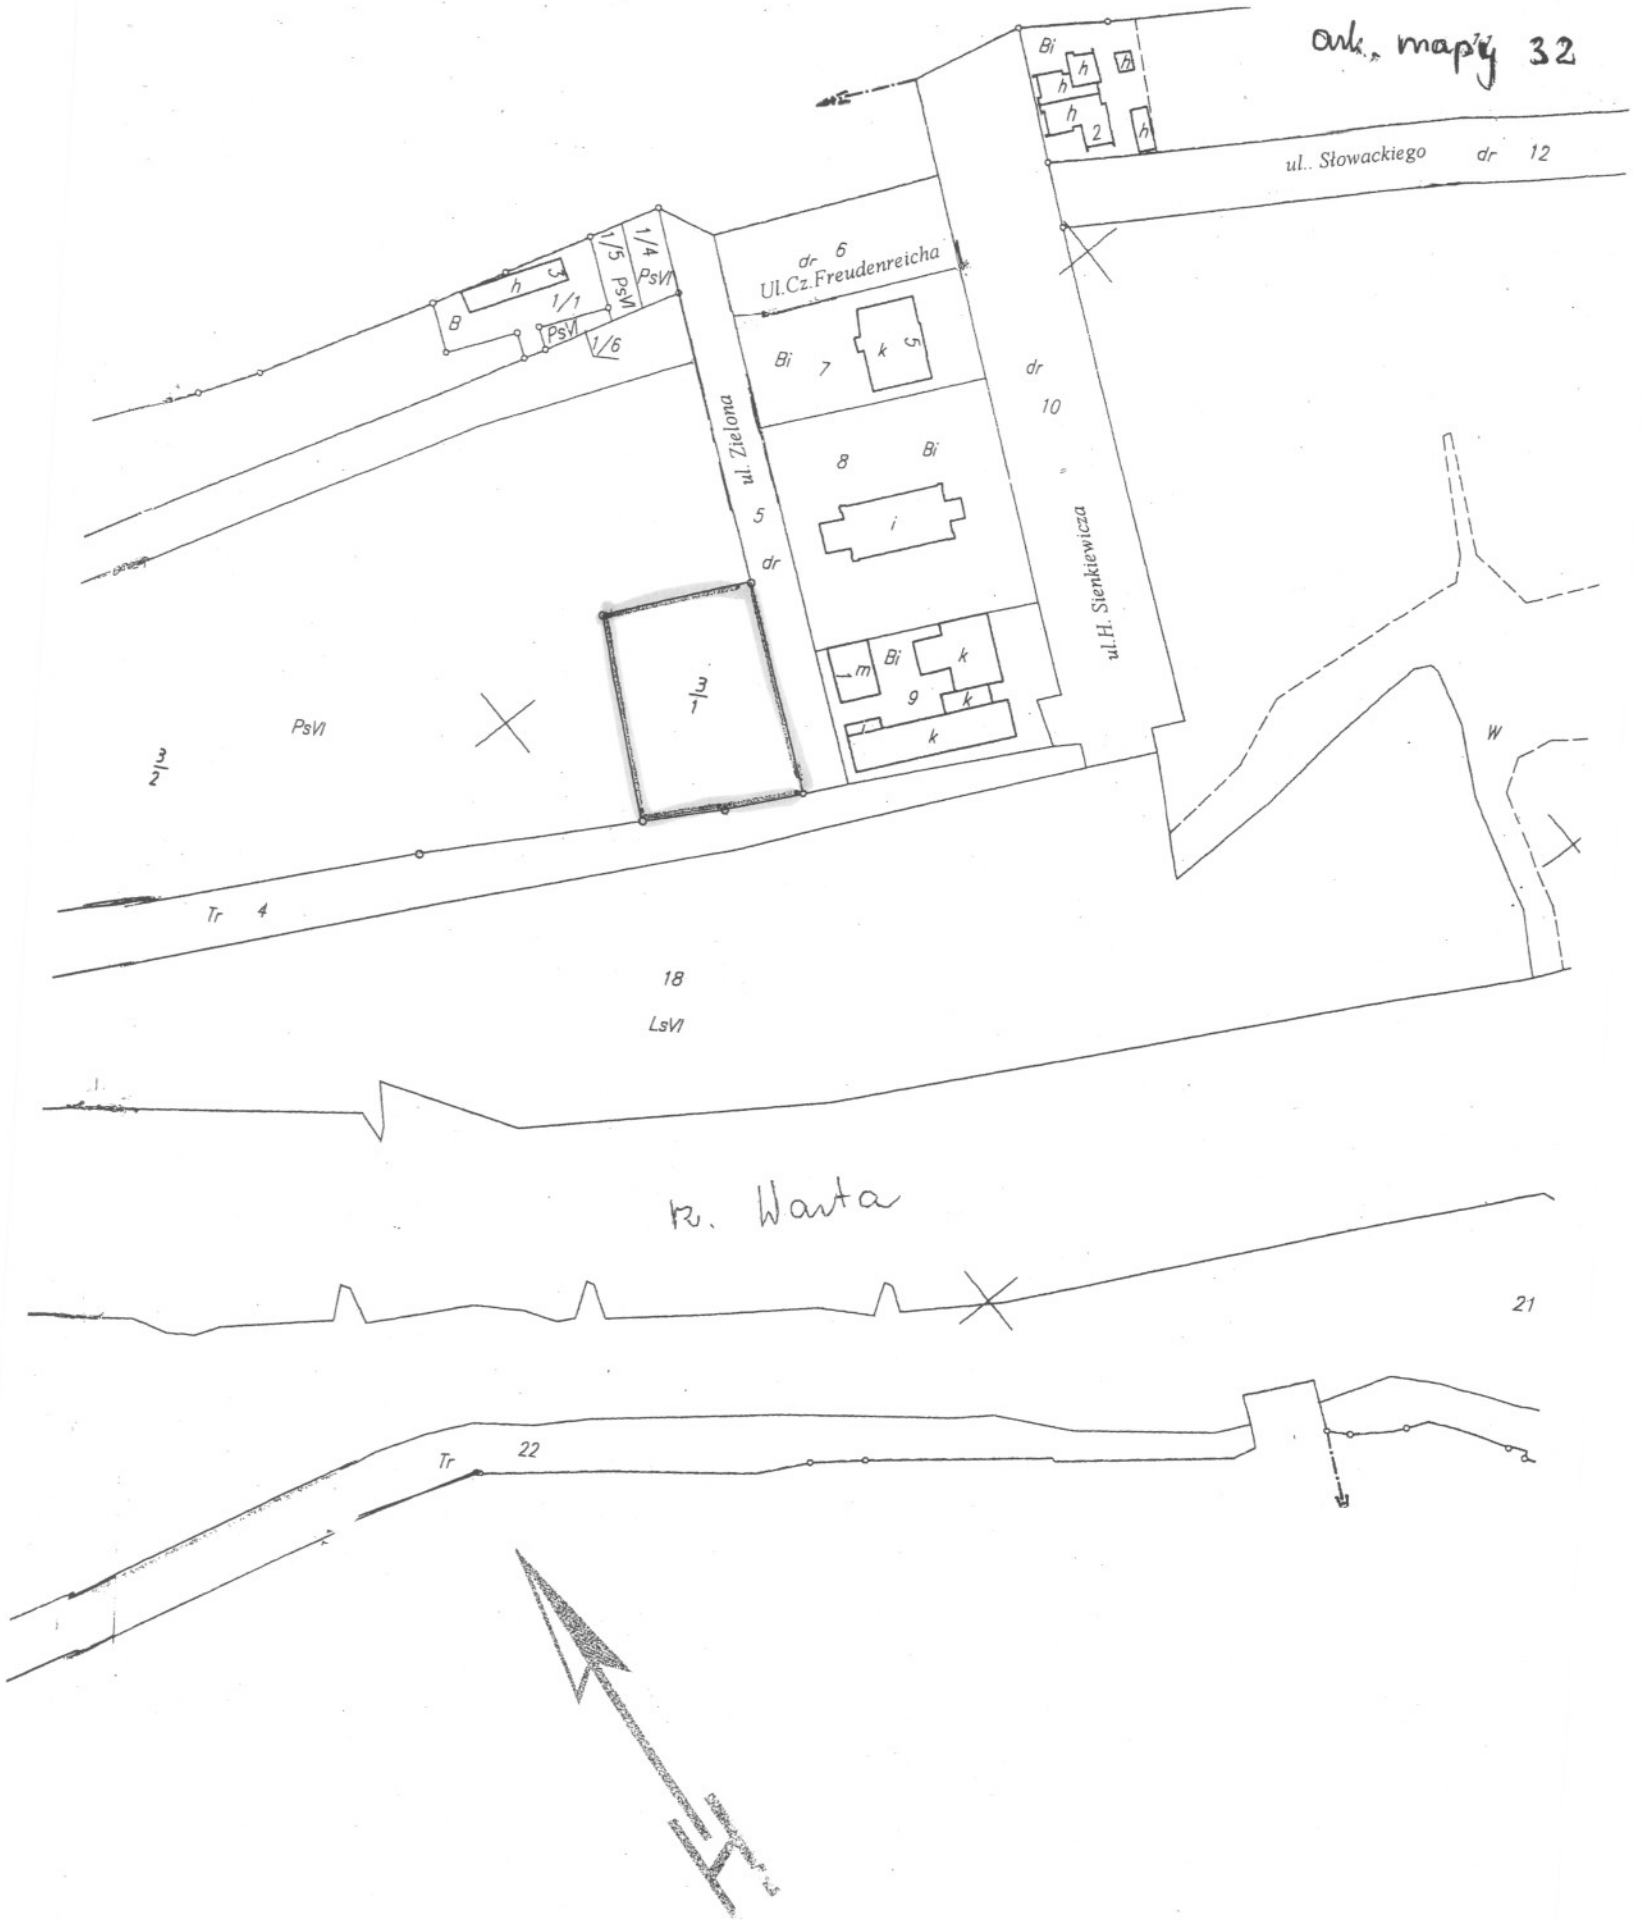 ark. mapy 32
Bi
h
h
h
h
2
h
ul.. Słowackiego dr 12
1/4
PsVI
1/5
PsVI
3
h
1/1
B
PsVI
1/6
dr 6
Ul.Cz.Freudenreicha
Bi 7
k
5
dr
10
ul. Zielona
5
dr
8 Bi
i
ul.H. Sienkiewicza
1
m
Bi
k
9
k
i
k
3
1
PsVI
3
2
W
Tr 4
18
LsVI
rz. Warta
21
Tr 22
N